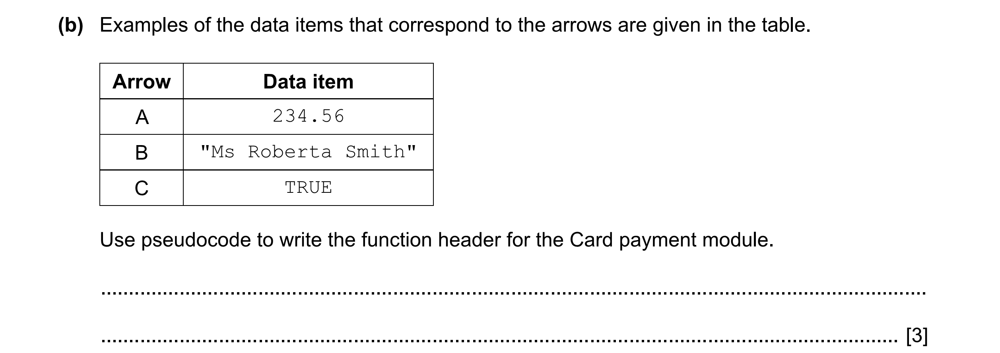 (b) Examples of the data items that correspond to the arrows are given in the table.
Arrow Data item
A 234.56
B "Ms Roberta Smith"
C TRUE
Use pseudocode to write the function header for the Card payment module.
[3]